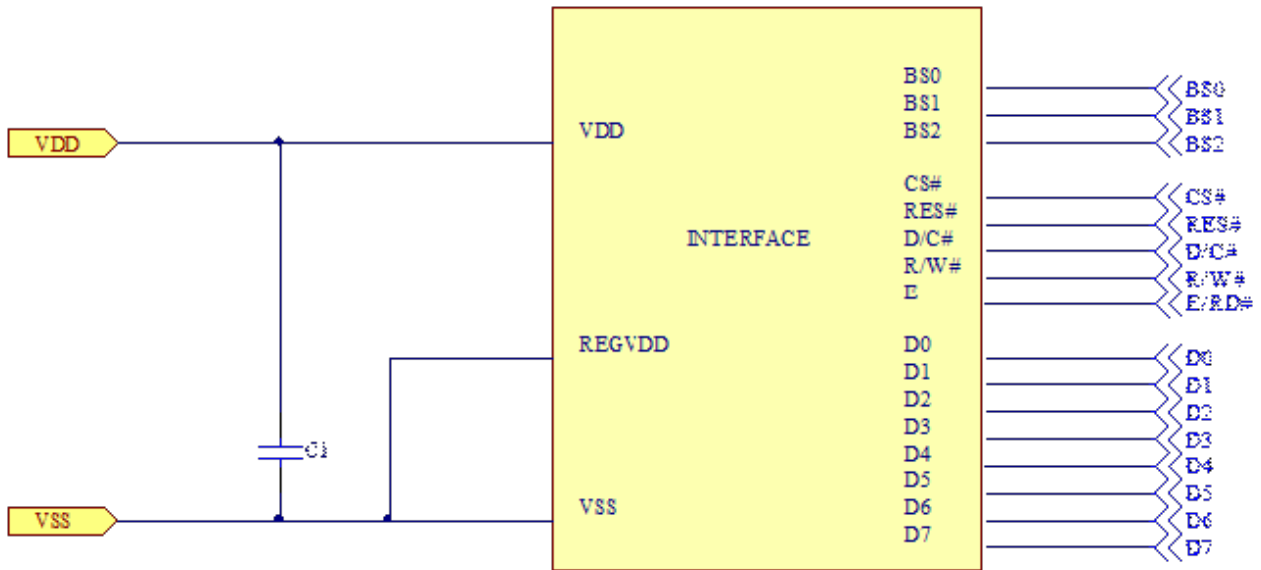 VDD
VSS
C1
VDD
REGVDD
VSS
INTERFACE
BS0
BS1
BS2
CS#
RES#
D/C#
R/W#
E
D0
D1
D2
D3
D4
D5
D6
D7
BS0
BS1
BS2
CS#
RES#
D/C#
R/W#
E/RD#
D0
D1
D2
D3
D4
D5
D6
D7